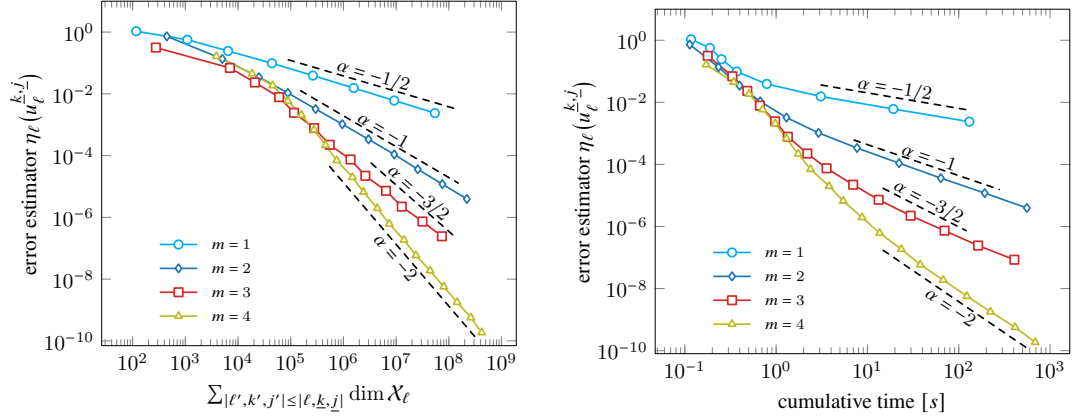 10^0
10^−2
10^−4
10^−6
10^−8
10^−10
10^2
10^3
10^4
10^5
10^6
10^7
10^8
10^9
error estimator η_ℓ(u_ℓ^{k̲,j̲})
∑_{|ℓ′,k′,j′|≤|ℓ,k̲,j̲|} dim 𝒳_ℓ
α = −1/2
α = −1
α = −3/2
α = −2
m = 1
m = 2
m = 3
m = 4
10^0
10^−2
10^−4
10^−6
10^−8
10^−10
10^−1
10^0
10^1
10^2
10^3
error estimator η_ℓ(u_ℓ^{k̲,j̲})
cumulative time [s]
α = −1/2
α = −1
α = −3/2
α = −2
m = 1
m = 2
m = 3
m = 4